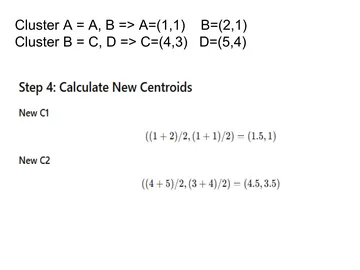 Cluster A = A, B => A=(1,1) B=(2,1)
Cluster B = C, D => C=(4,3) D=(5,4)
Step 4: Calculate New Centroids
New C1
((1 + 2)/2, (1 + 1)/2) = (1.5, 1)
New C2
((4 + 5)/2, (3 + 4)/2) = (4.5, 3.5)